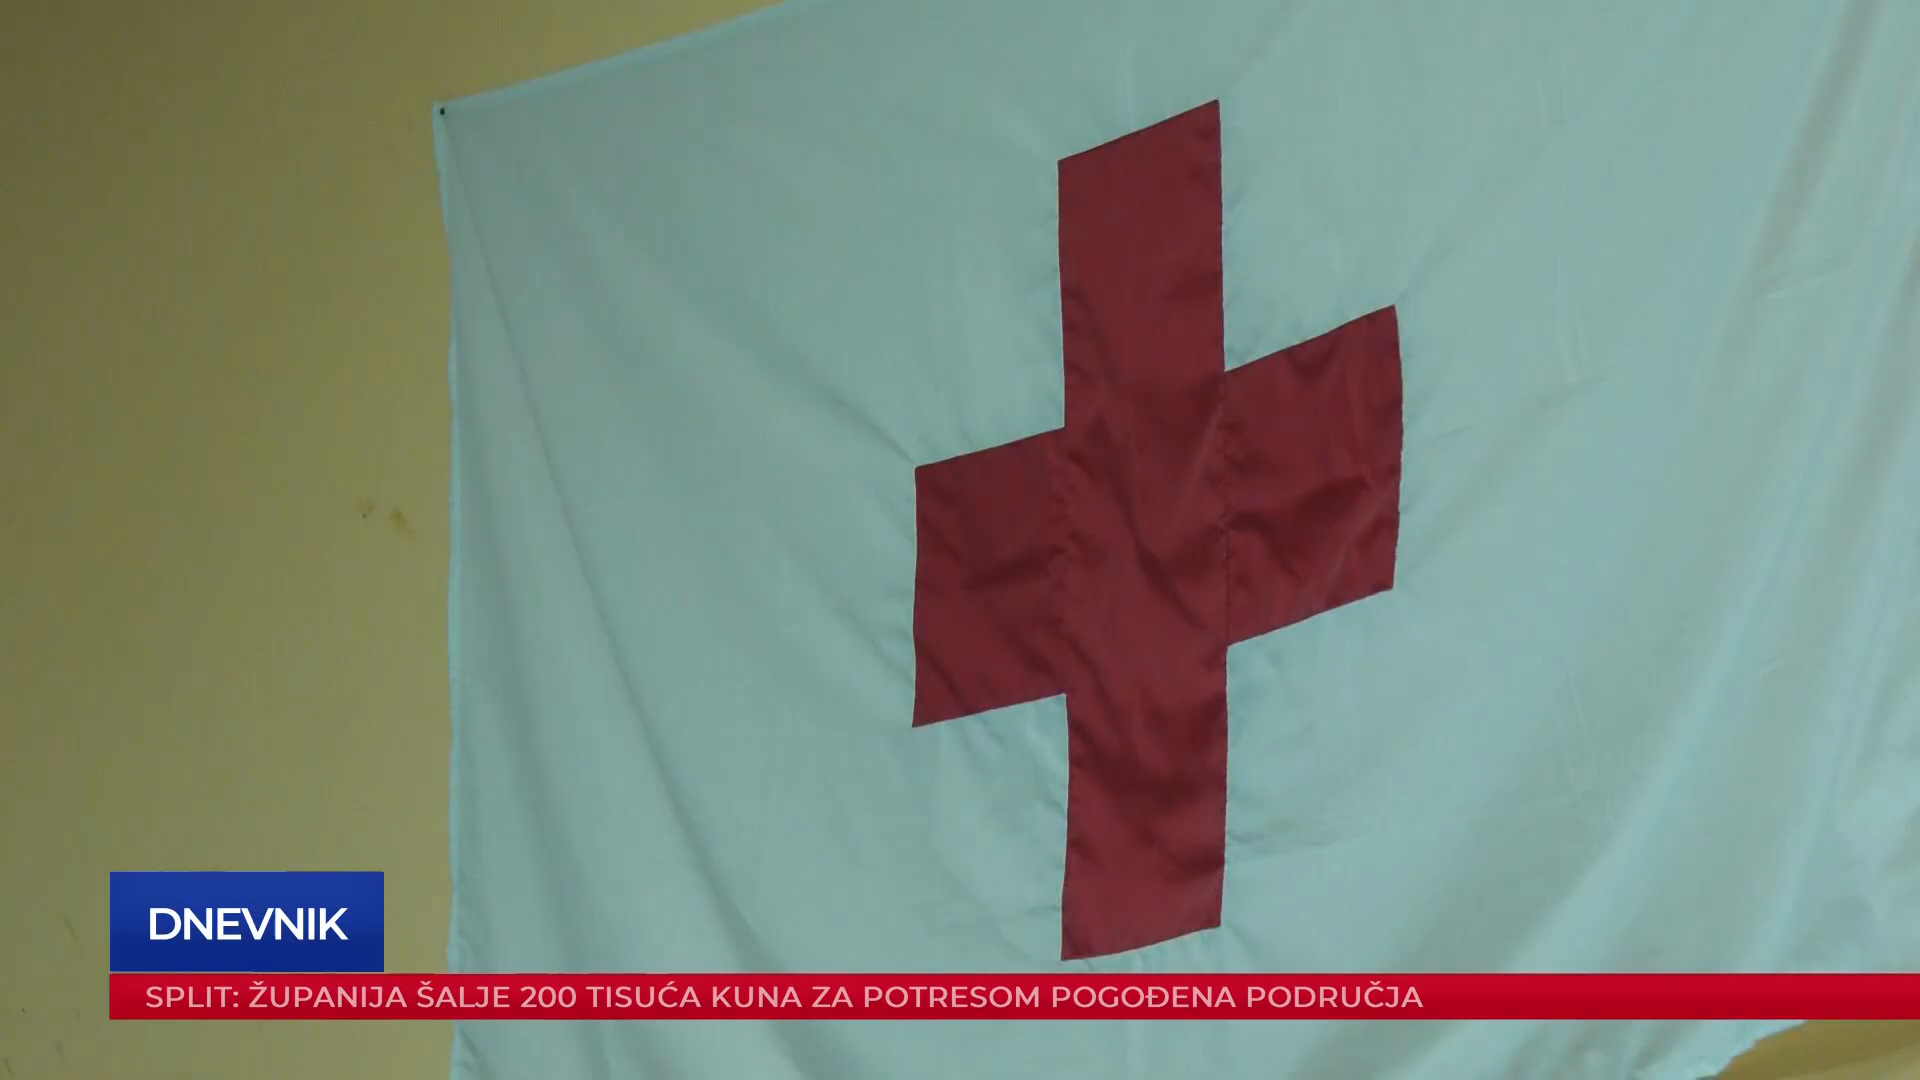 DNEVNIK
SPLIT: ŽUPANIJA ŠALJE 200 TISUĆA KUNA ZA POTRESOM POGOĐENA PODRUČJA